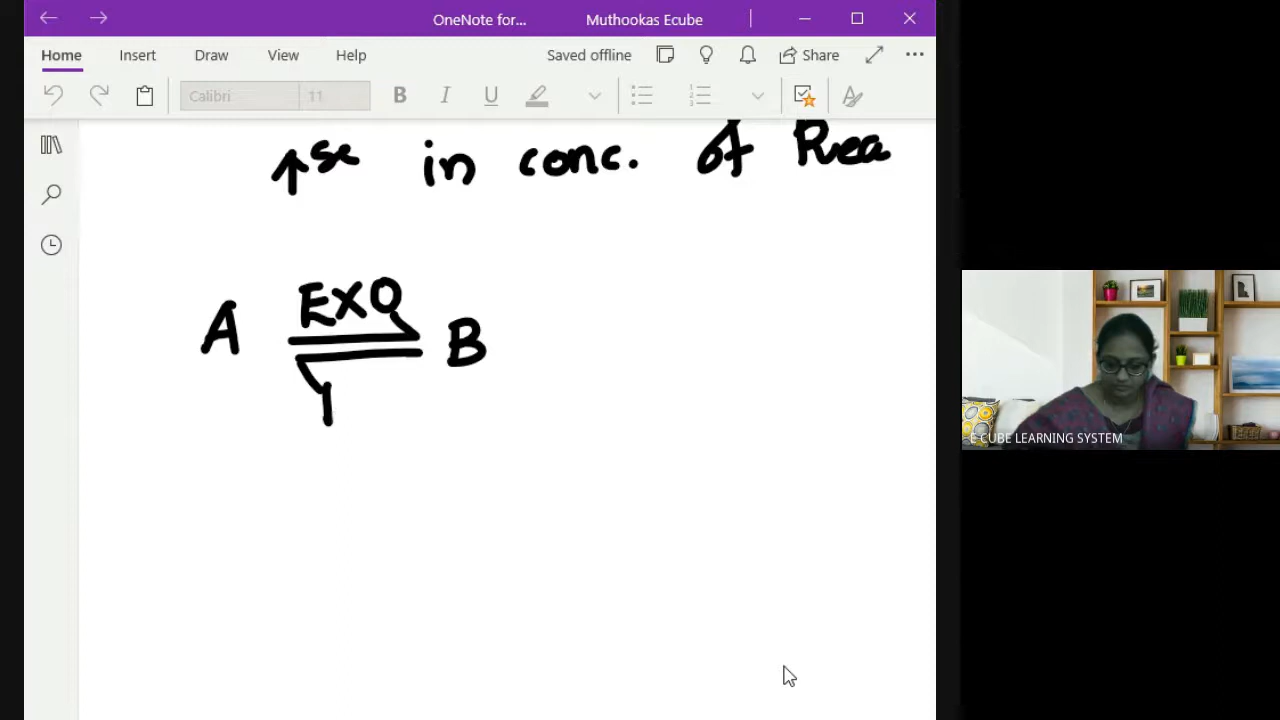 OneNote for... Muthookas Ecube
Home Insert Draw View Help Saved offline Share
Calibri 11 B I U
↑se in conc. of Rea
EXO
A ⇌ B
E CUBE LEARNING SYSTEM